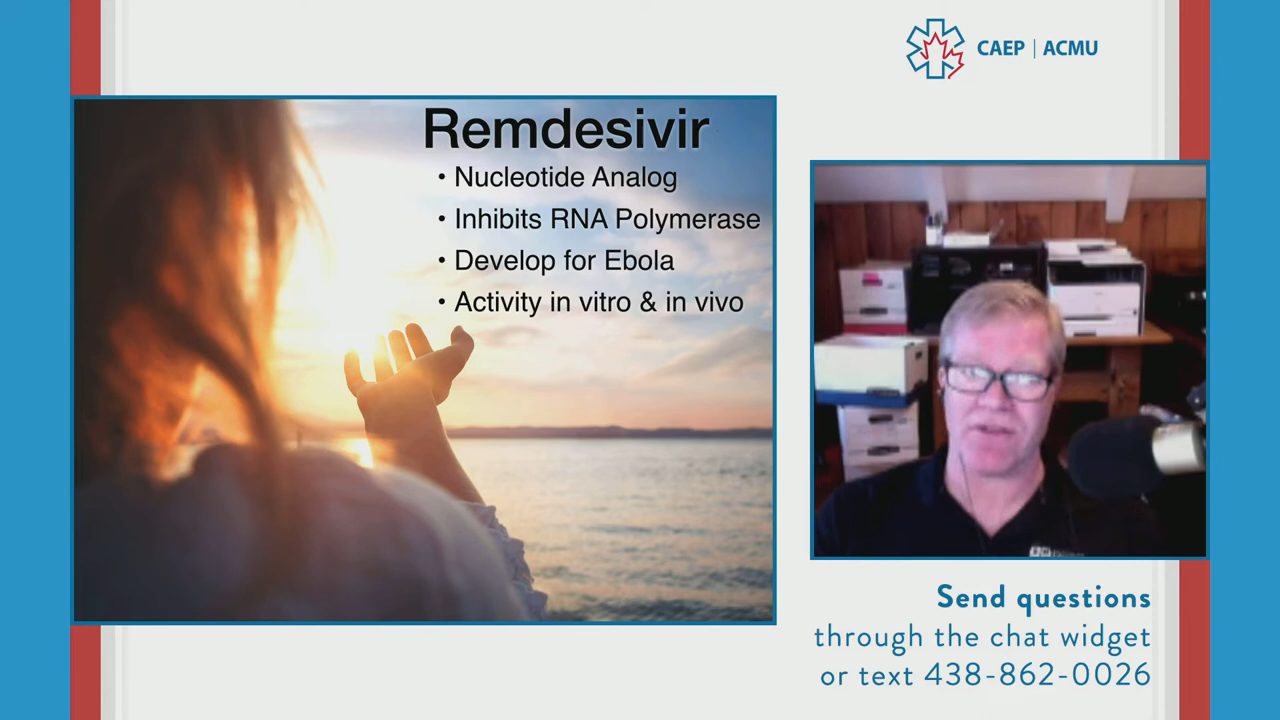 CAEP | ACMU
Remdesivir
• Nucleotide Analog
• Inhibits RNA Polymerase
• Develop for Ebola
• Activity in vitro & in vivo
Send questions
through the chat widget
or text 438-862-0026